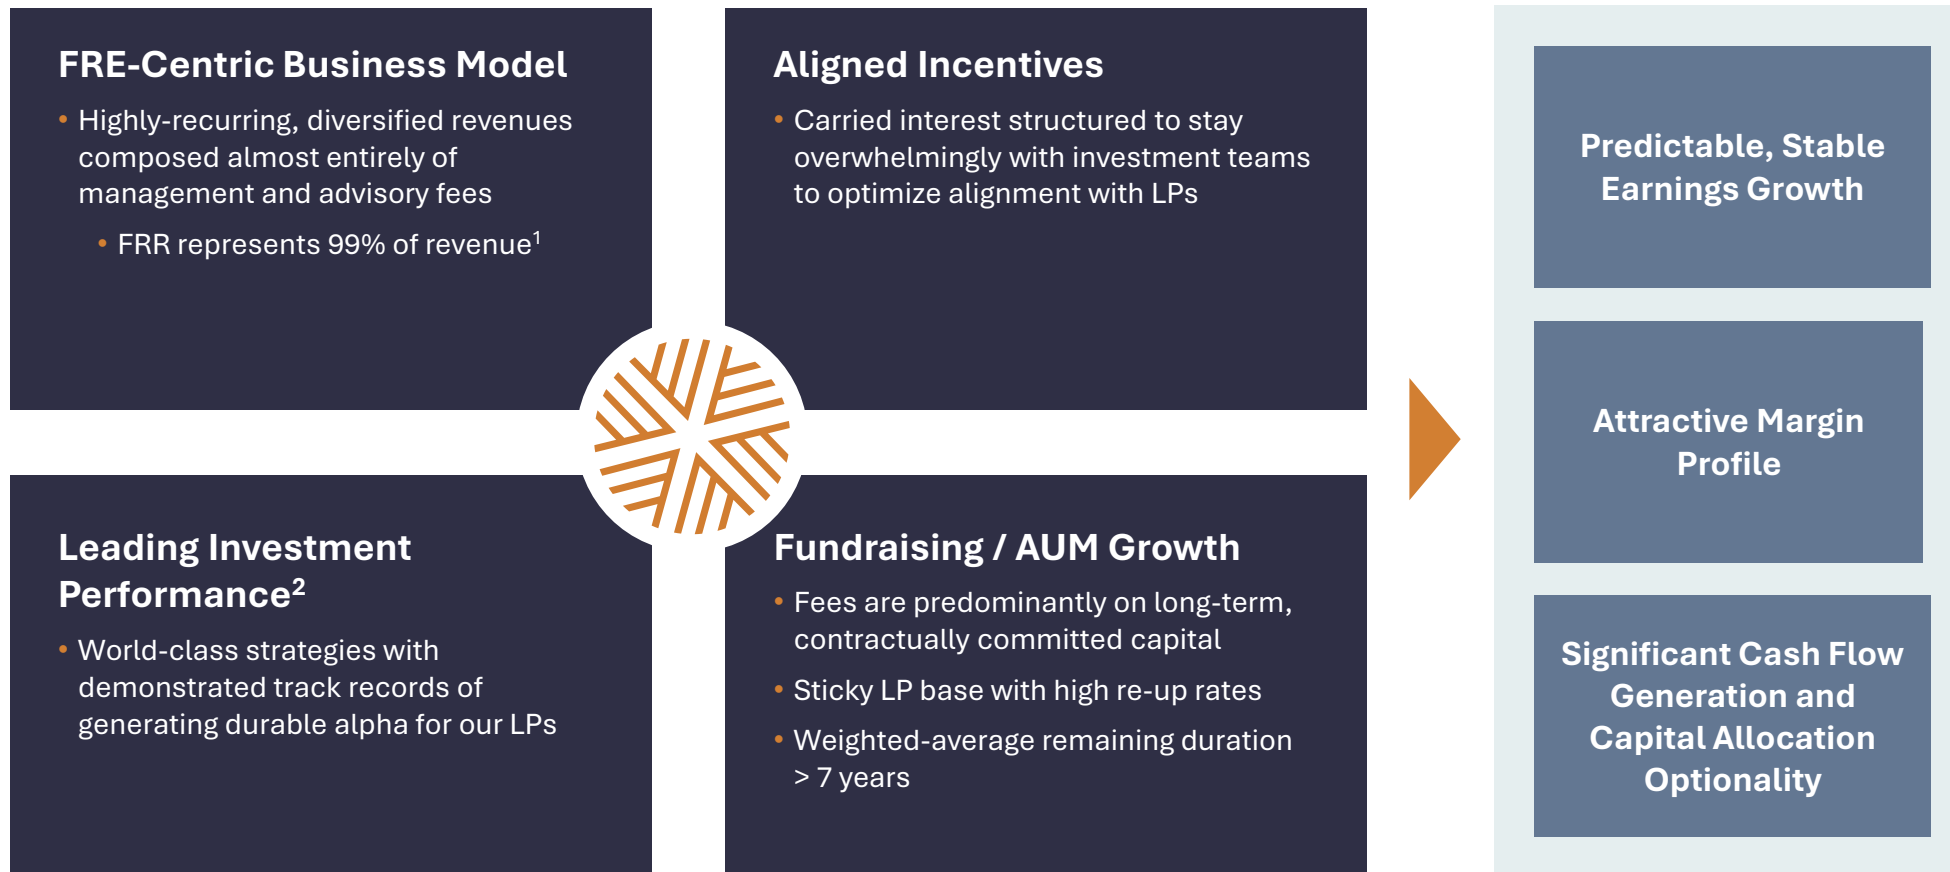 FRE-Centric Business Model
• Highly-recurring, diversified revenues
composed almost entirely of
management and advisory fees
• FRR represents 99% of revenue¹
Aligned Incentives
• Carried interest structured to stay
overwhelmingly with investment teams
to optimize alignment with LPs
Leading Investment
Performance²
• World-class strategies with
demonstrated track records of
generating durable alpha for our LPs
Fundraising / AUM Growth
• Fees are predominantly on long-term,
contractually committed capital
• Sticky LP base with high re-up rates
• Weighted-average remaining duration
> 7 years
Predictable, Stable
Earnings Growth
Attractive Margin
Profile
Significant Cash Flow
Generation and
Capital Allocation
Optionality